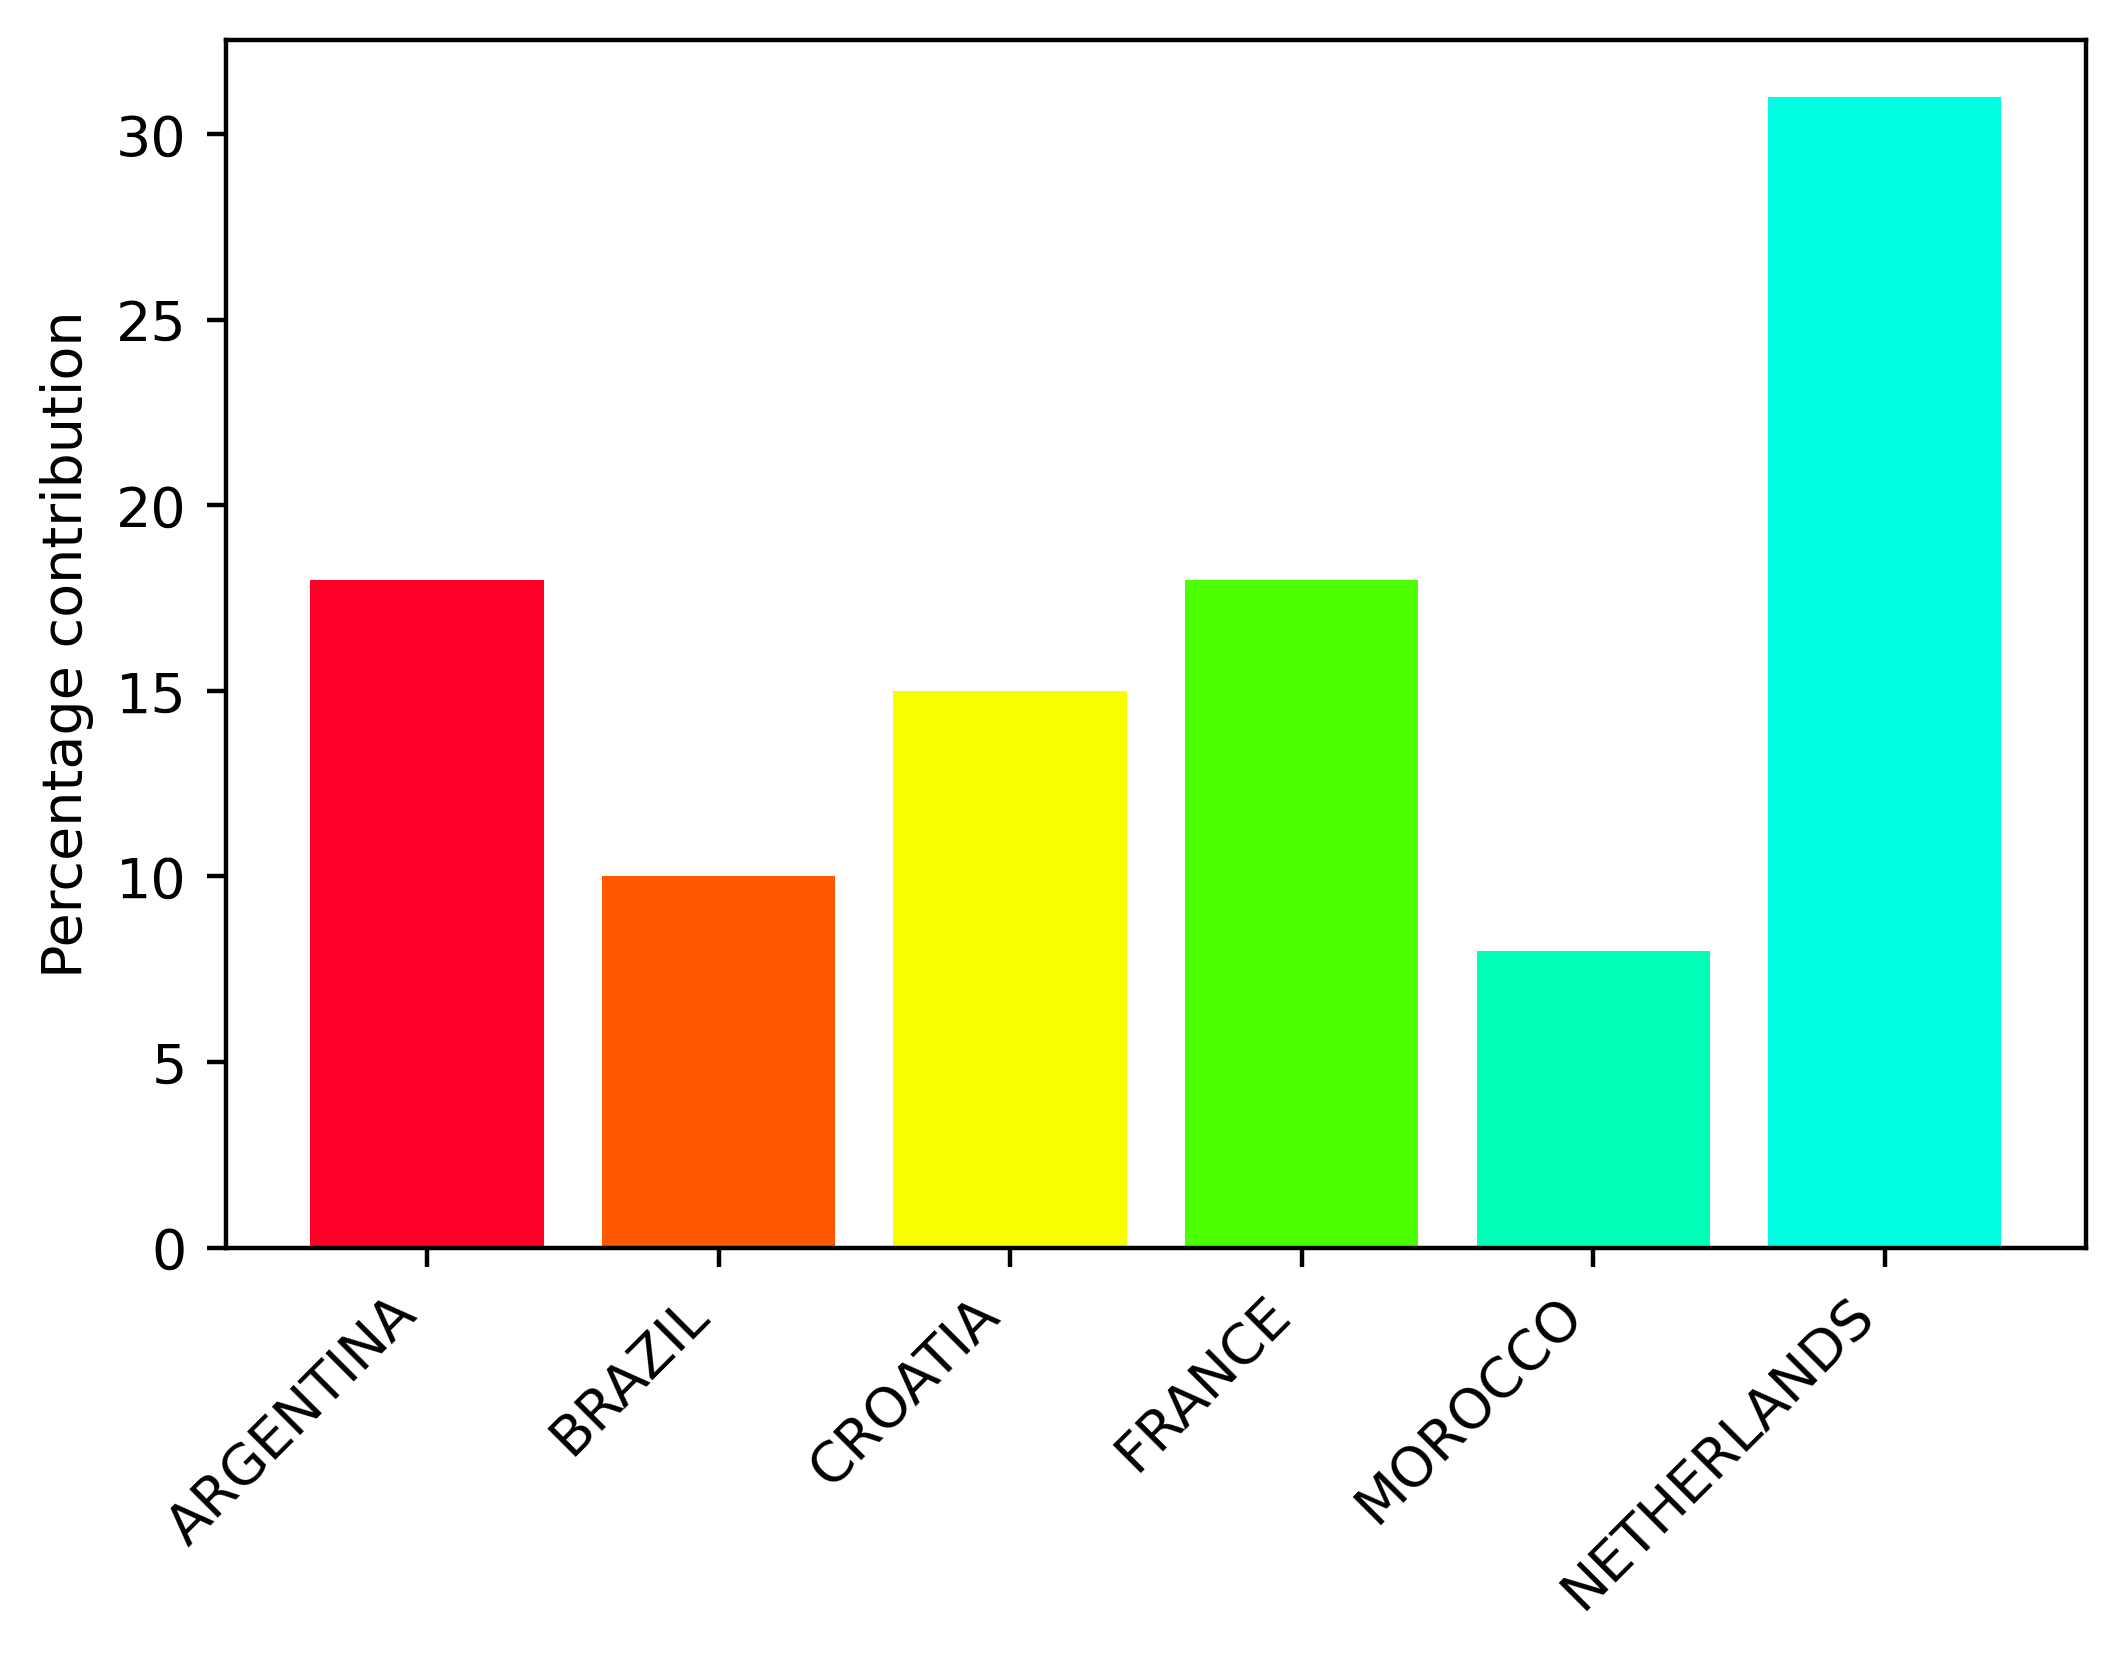 Percentage contribution
30
25
20
15
10
5
0
ARGENTINA
BRAZIL
CROATIA
FRANCE
MOROCCO
NETHERLANDS